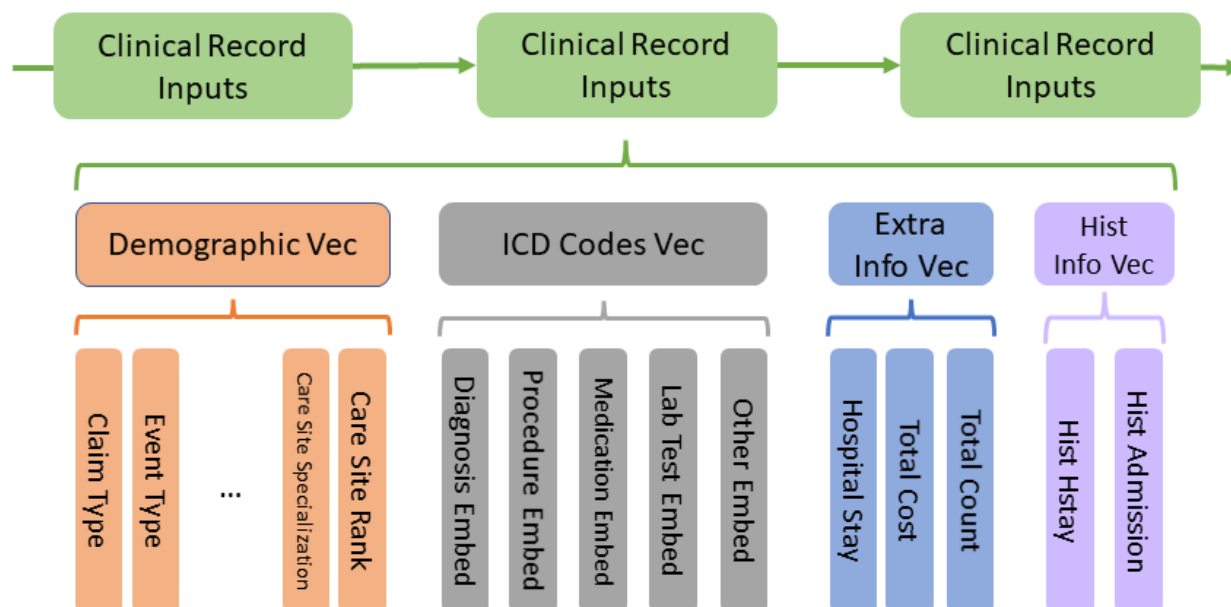 Clinical Record
Inputs
Clinical Record
Inputs
Clinical Record
Inputs
Demographic Vec
ICD Codes Vec
Extra
Info Vec
Hist
Info Vec
Claim Type
Event Type
...
Care Site Specialization
Care Site Rank
Diagnosis Embed
Procedure Embed
Medication Embed
Lab Test Embed
Other Embed
Hospital Stay
Total Cost
Total Count
Hist Hstay
Hist Admission